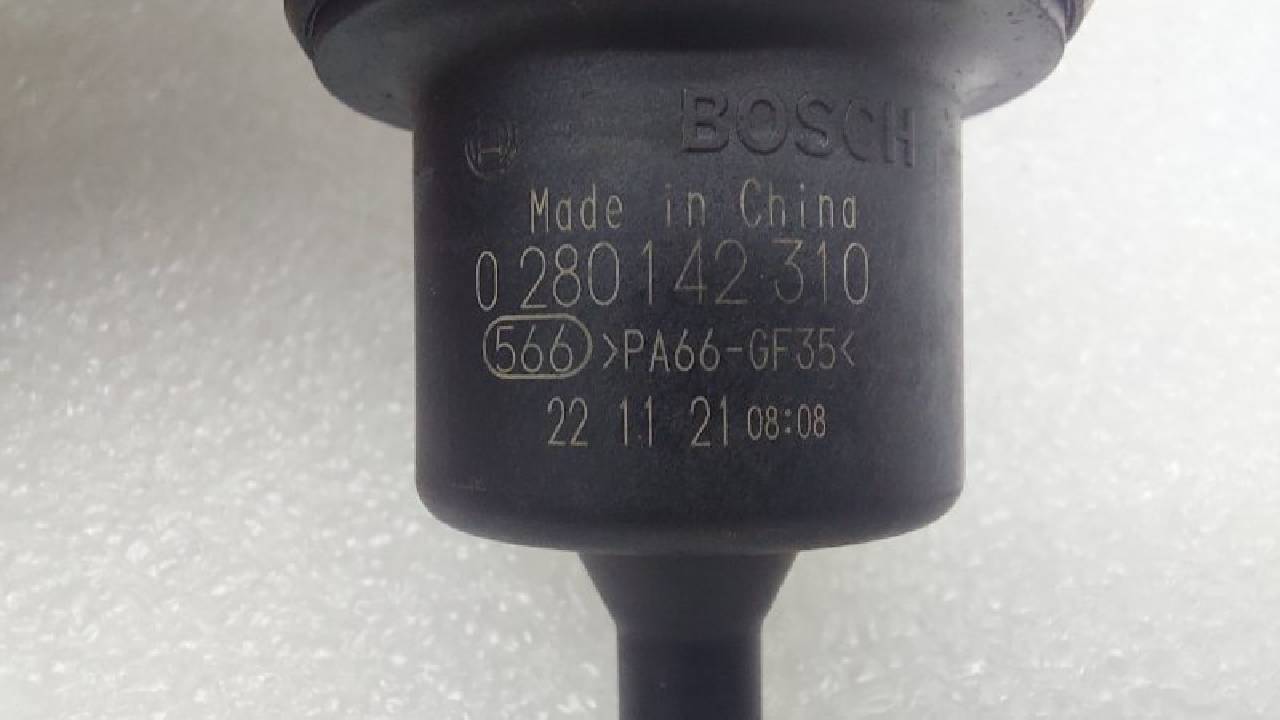 BOSCH
Made in China
0 280 142 310
566 >PA66-GF35<
22 11 21 08:08